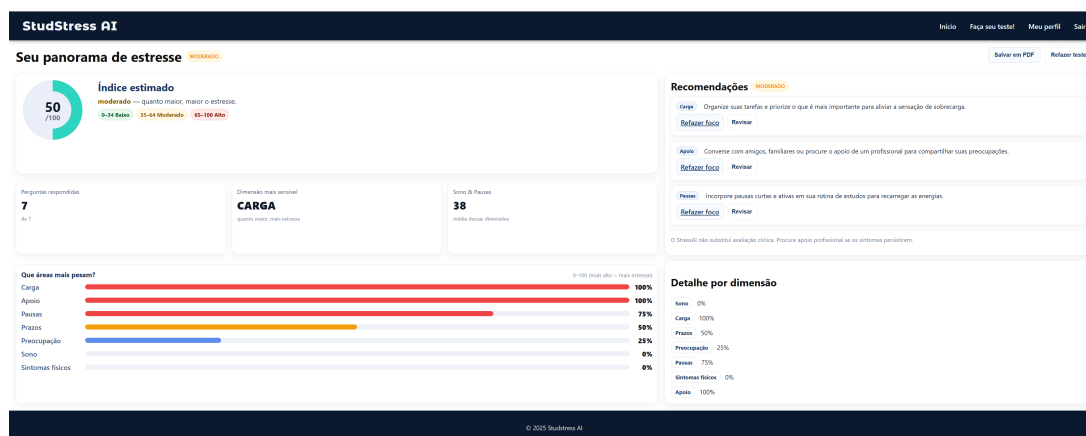 StudStress AI
Início Faça seu teste! Meu perfil Sair
Seu panorama de estresse MODERADO
Salvar em PDF Refazer teste
50
/100
Índice estimado
moderado — quanto maior, maior o estresse.
0–34 Baixo 35–64 Moderado 65–100 Alto
Perguntas respondidas
7
de 7
Dimensão mais sensível
CARGA
quanto maior, mais estresse
Sono & Pausas
38
média dessas dimensões
Que áreas mais pesam? 0–100 (mais alto = mais estresse)
Carga 100%
Apoio 100%
Pausas 75%
Prazos 50%
Preocupação 25%
Sono 0%
Sintomas físicos 0%
Recomendações MODERADO
Carga Organize suas tarefas e priorize o que é mais importante para aliviar a sensação de sobrecarga.
Refazer foco Revisar
Apoio Converse com amigos, familiares ou procure o apoio de um profissional para compartilhar suas preocupações.
Refazer foco Revisar
Pausas Incorpore pausas curtas e ativas em sua rotina de estudos para recarregar as energias.
Refazer foco Revisar
O StressAI não substitui avaliação clínica. Procure apoio profissional se os sintomas persistirem.
Detalhe por dimensão
Sono 0%
Carga 100%
Prazos 50%
Preocupação 25%
Pausas 75%
Sintomas físicos 0%
Apoio 100%
© 2025 Studstress AI